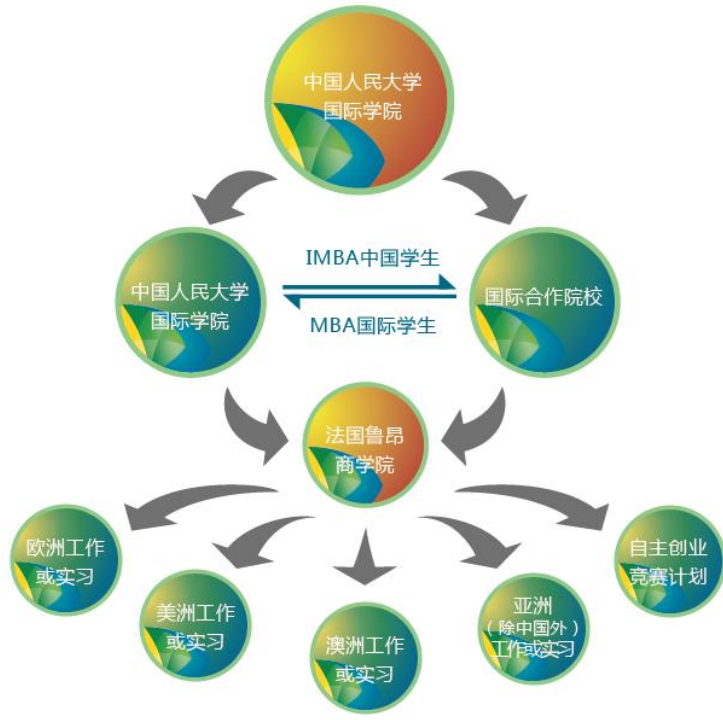 中国人民大学
国际学院
IMBA中国学生
中国人民大学
国际学院
国际合作院校
MBA国际学生
法国鲁昂
商学院
欧洲工作
或实习
自主创业
竞赛计划
美洲工作
或实习
亚洲
（除中国外）
工作或实习
澳洲工作
或实习